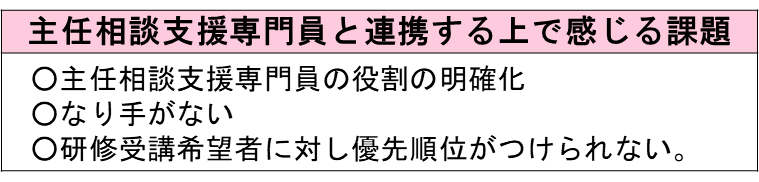 主任相談支援専門員と連携する上で感じる課題
〇主任相談支援専門員の役割の明確化
〇なり手がない
〇研修受講希望者に対し優先順位がつけられない。